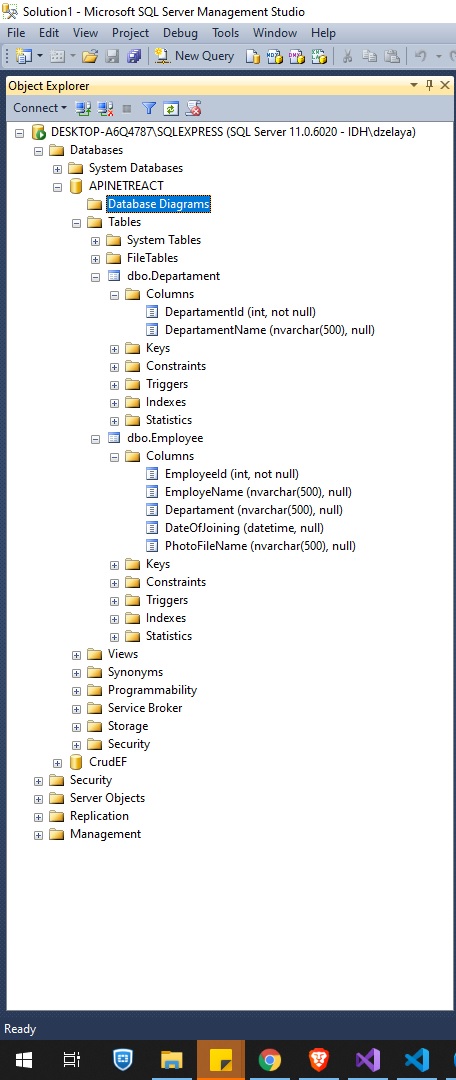 Solution1 - Microsoft SQL Server Management Studio
File Edit View Project Debug Tools Window Help
New Query
Object Explorer
Connect
DESKTOP-A6Q4787\SQLEXPRESS (SQL Server 11.0.6020 - IDH\dzelaya)
Databases
System Databases
APINETREACT
Database Diagrams
Tables
System Tables
FileTables
dbo.Departament
Columns
DepartamentId (int, not null)
DepartamentName (nvarchar(500), null)
Keys
Constraints
Triggers
Indexes
Statistics
dbo.Employee
Columns
EmployeeId (int, not null)
EmployeName (nvarchar(500), null)
Departament (nvarchar(500), null)
DateOfJoining (datetime, null)
PhotoFileName (nvarchar(500), null)
Keys
Constraints
Triggers
Indexes
Statistics
Views
Synonyms
Programmability
Service Broker
Storage
Security
CrudEF
Security
Server Objects
Replication
Management
Ready